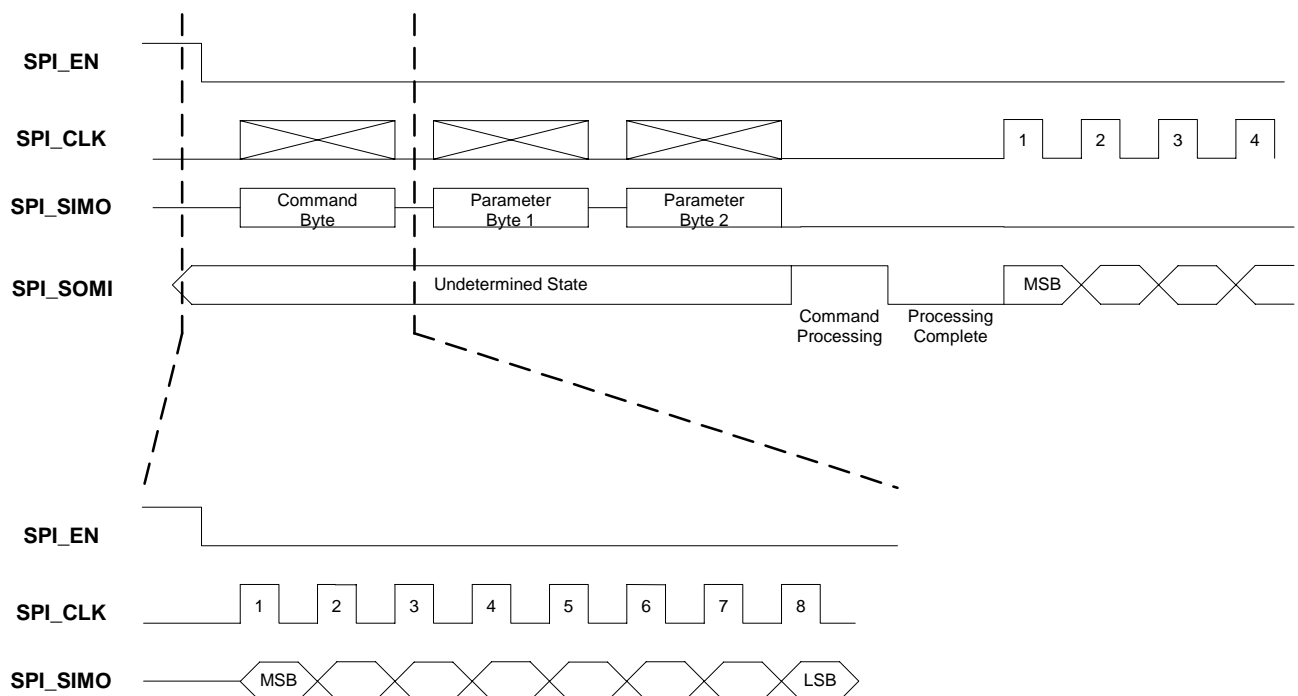 SPI_EN
SPI_CLK
1 2 3 4
SPI_SIMO
Command
Byte
Parameter
Byte 1
Parameter
Byte 2
SPI_SOMI
Undetermined State
MSB
Command
Processing
Processing
Complete
SPI_EN
SPI_CLK
1 2 3 4 5 6 7 8
SPI_SIMO
MSB
LSB